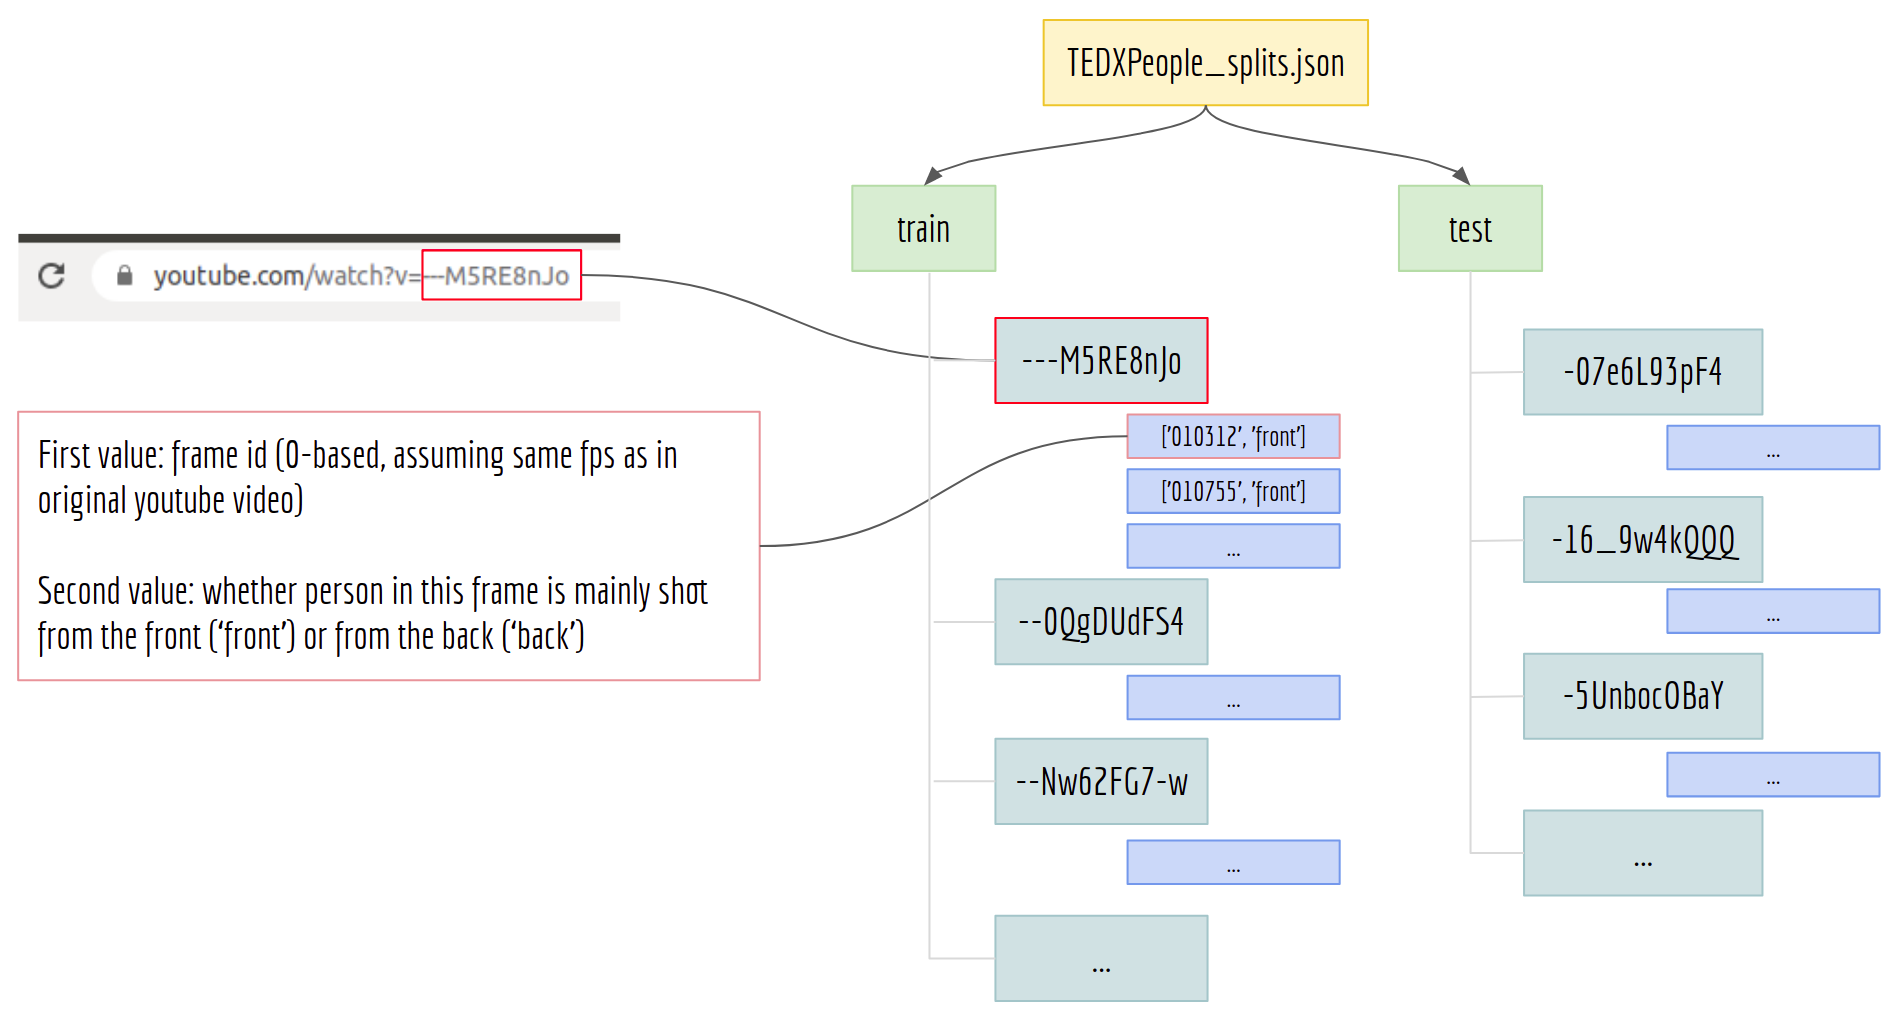 TEDXPeople_splits.json
train
test
youtube.com/watch?v=---M5RE8nJo
---M5RE8nJo
['010312', 'front']
['010755', 'front']
...
--0QgDUdFS4
...
--Nw62FG7-w
...
...
First value: frame id (0-based, assuming same fps as in
original youtube video)
Second value: whether person in this frame is mainly shot
from the front (‘front’) or from the back (‘back’)
-07e6L93pF4
...
-16_9w4kQQQ
...
-5UnbocOBaY
...
...